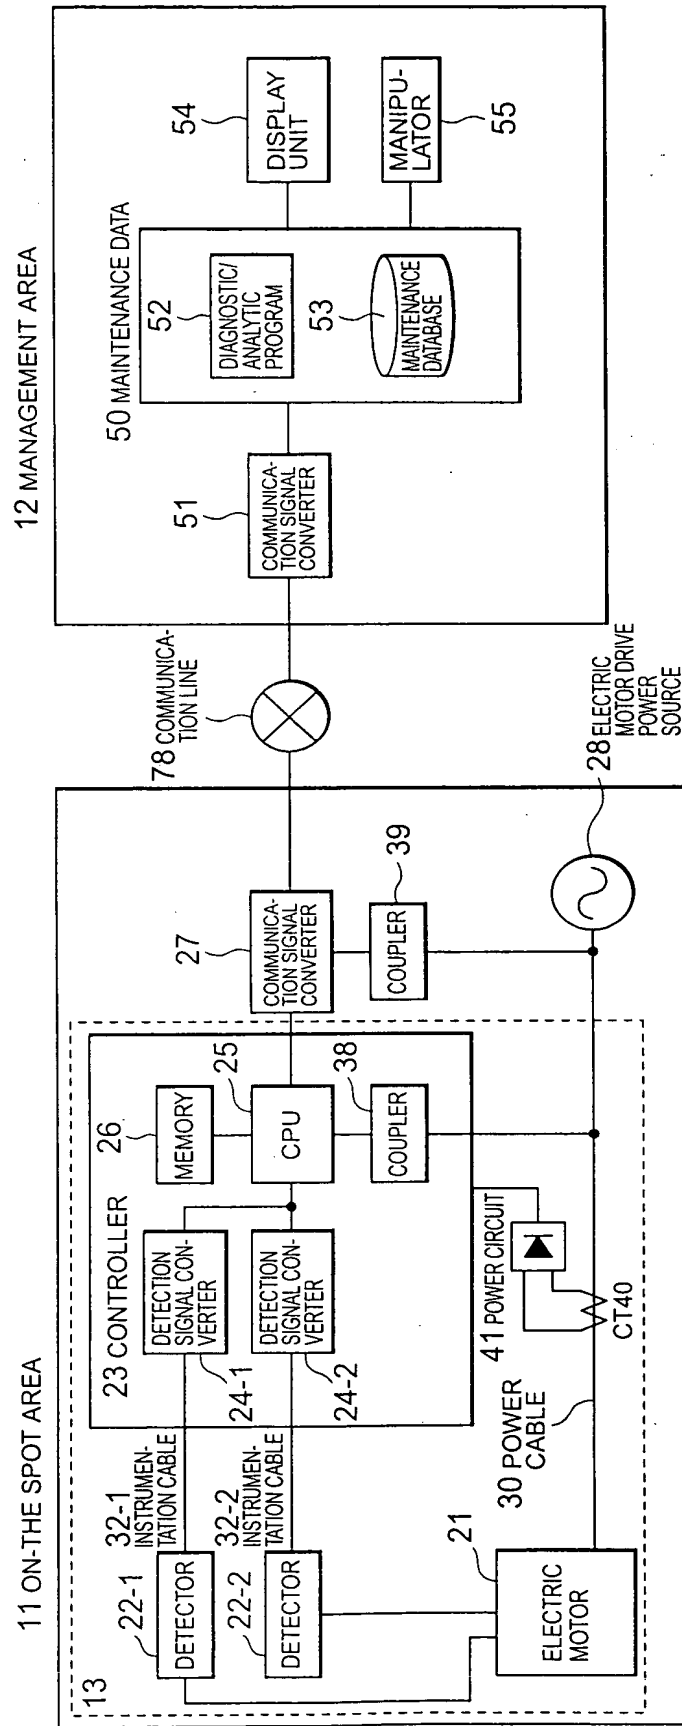 11 ON-THE SPOT AREA
13
22-1
DETECTOR
32-1
INSTRUMEN-
TATION CABLE
22-2
DETECTOR
32-2
INSTRUMEN-
TATION CABLE
21
ELECTRIC
MOTOR
23 CONTROLLER
DETECTION
SIGNAL CON-
VERTER
24-1
DETECTION
SIGNAL CON-
VERTER
24-2
26
MEMORY
25
CPU
38
COUPLER
41 POWER CIRCUIT
CT40
30 POWER
CABLE
27
COMMUNICA-
TION SIGNAL
CONVERTER
39
COUPLER
28 ELECTRIC
MOTOR DRIVE
POWER
SOURCE
78 COMMUNICA-
TION LINE
12 MANAGEMENT AREA
51
COMMUNICA-
TION SIGNAL
CONVERTER
50 MAINTENANCE DATA
52
DIAGNOSTIC/
ANALYTIC
PROGRAM
53
MAINTENANCE
DATABASE
54
DISPLAY
UNIT
MANIPU-
LATOR
55